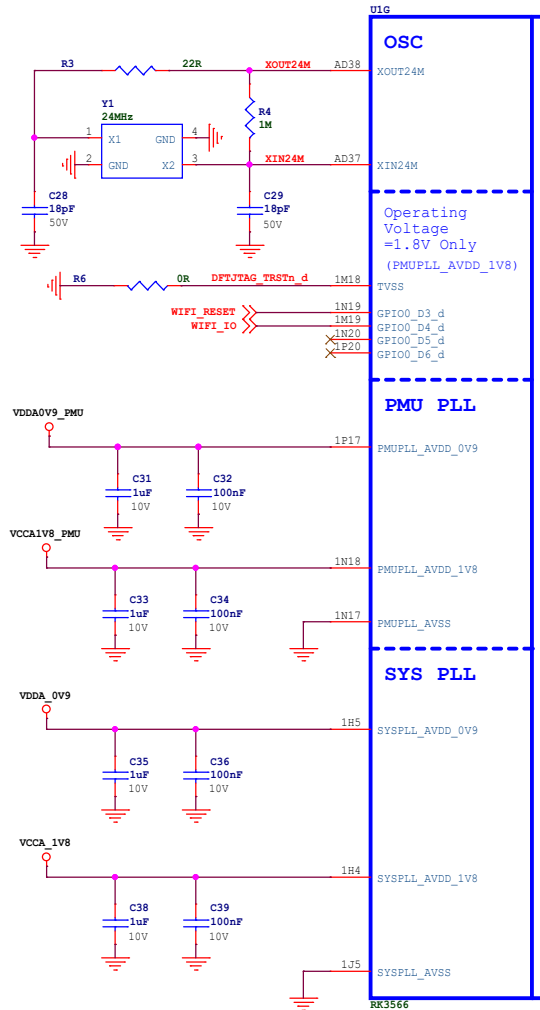 U1G
OSC
R3 22R XOUT24M AD38 XOUT24M
Y1
24MHz
R4
1M
1 X1 GND 4
2 GND X2 3 XIN24M AD37 XIN24M
C28
18pF
50V
C29
18pF
50V
Operating
Voltage
=1.8V Only
(PMUPLL_AVDD_1V8)
R6 0R DFTJTAG_TRSTn_d 1M18 TVSS
WIFI_RESET 1N19 GPIO0_D3_d
WIFI_IO 1M19 GPIO0_D4_d
1N20 GPIO0_D5_d
1P20 GPIO0_D6_d
PMU PLL
VDDA0V9_PMU
1P17 PMUPLL_AVDD_0V9
C31
1uF
10V
C32
100nF
10V
VCCA1V8_PMU
1N18 PMUPLL_AVDD_1V8
C33
1uF
10V
C34
100nF
10V
1N17 PMUPLL_AVSS
SYS PLL
VDDA_0V9
1H5 SYSPLL_AVDD_0V9
C35
1uF
10V
C36
100nF
10V
VCCA_1V8
1H4 SYSPLL_AVDD_1V8
C38
1uF
10V
C39
100nF
10V
1J5 SYSPLL_AVSS
RK3566